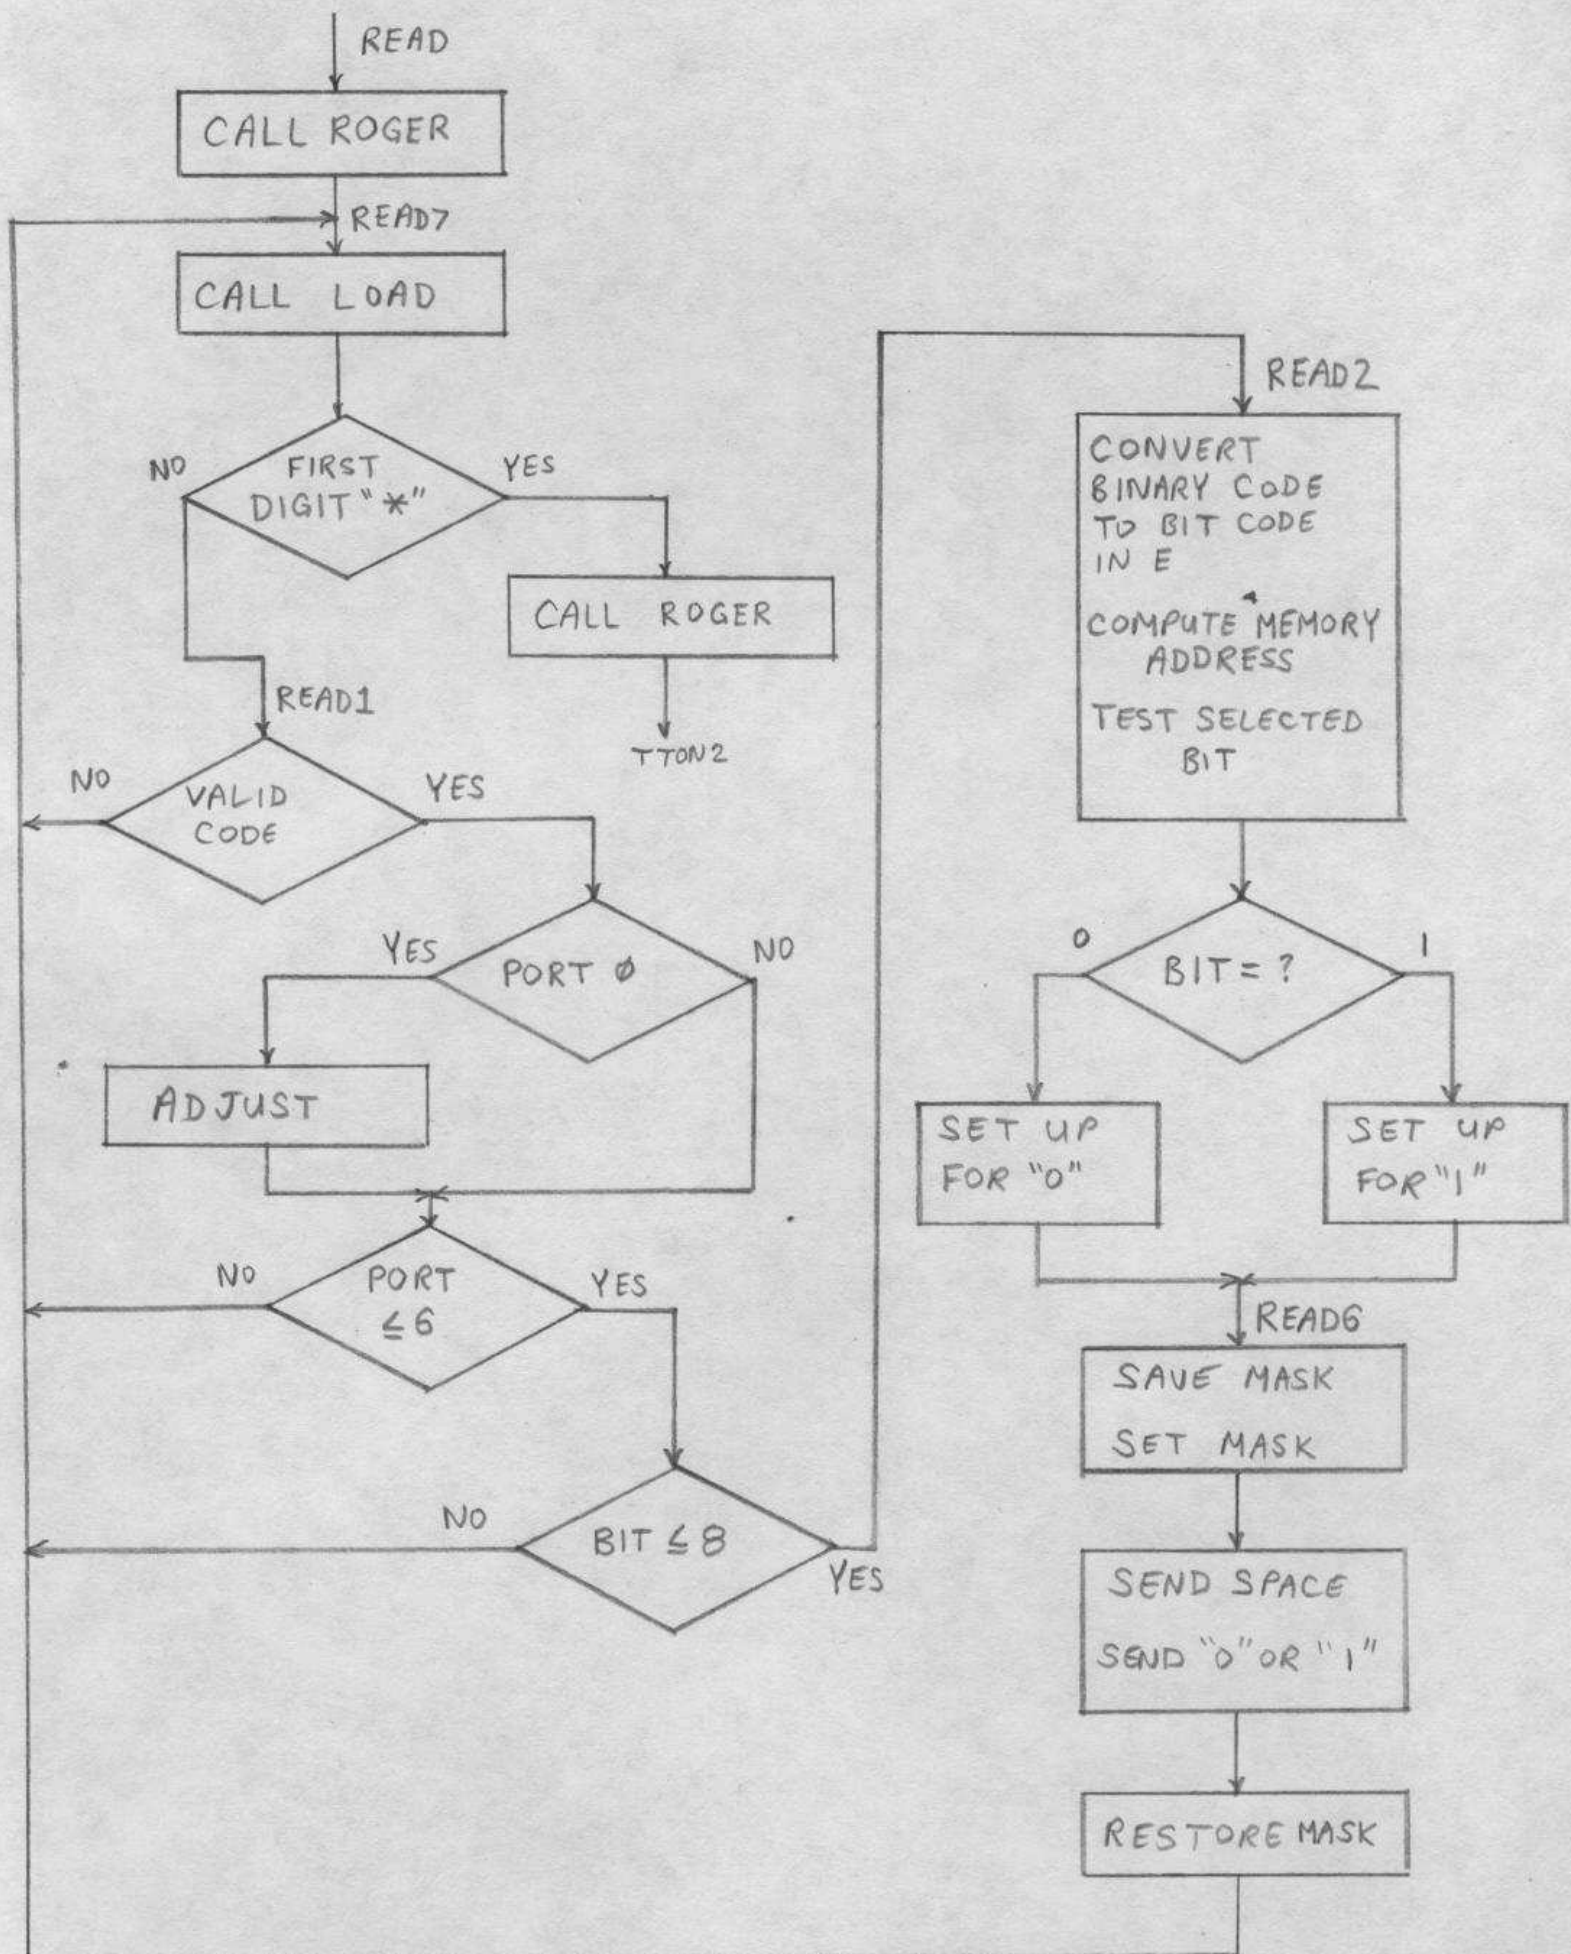 READ
CALL ROGER
READ7
CALL LOAD
NO
FIRST
DIGIT "*"
YES
CALL ROGER
TTON2
READ1
NO
VALID
CODE
YES
YES
PORT Ø
NO
ADJUST
NO
PORT
≤6
YES
NO
BIT ≤ 8
YES
READ2
CONVERT
BINARY CODE
TO BIT CODE
IN E
COMPUTE MEMORY
ADDRESS
TEST SELECTED
BIT
0
BIT = ?
1
SET UP
FOR "0"
SET UP
FOR "1"
READ6
SAVE MASK
SET MASK
SEND SPACE
SEND "0" OR "1"
RESTORE MASK